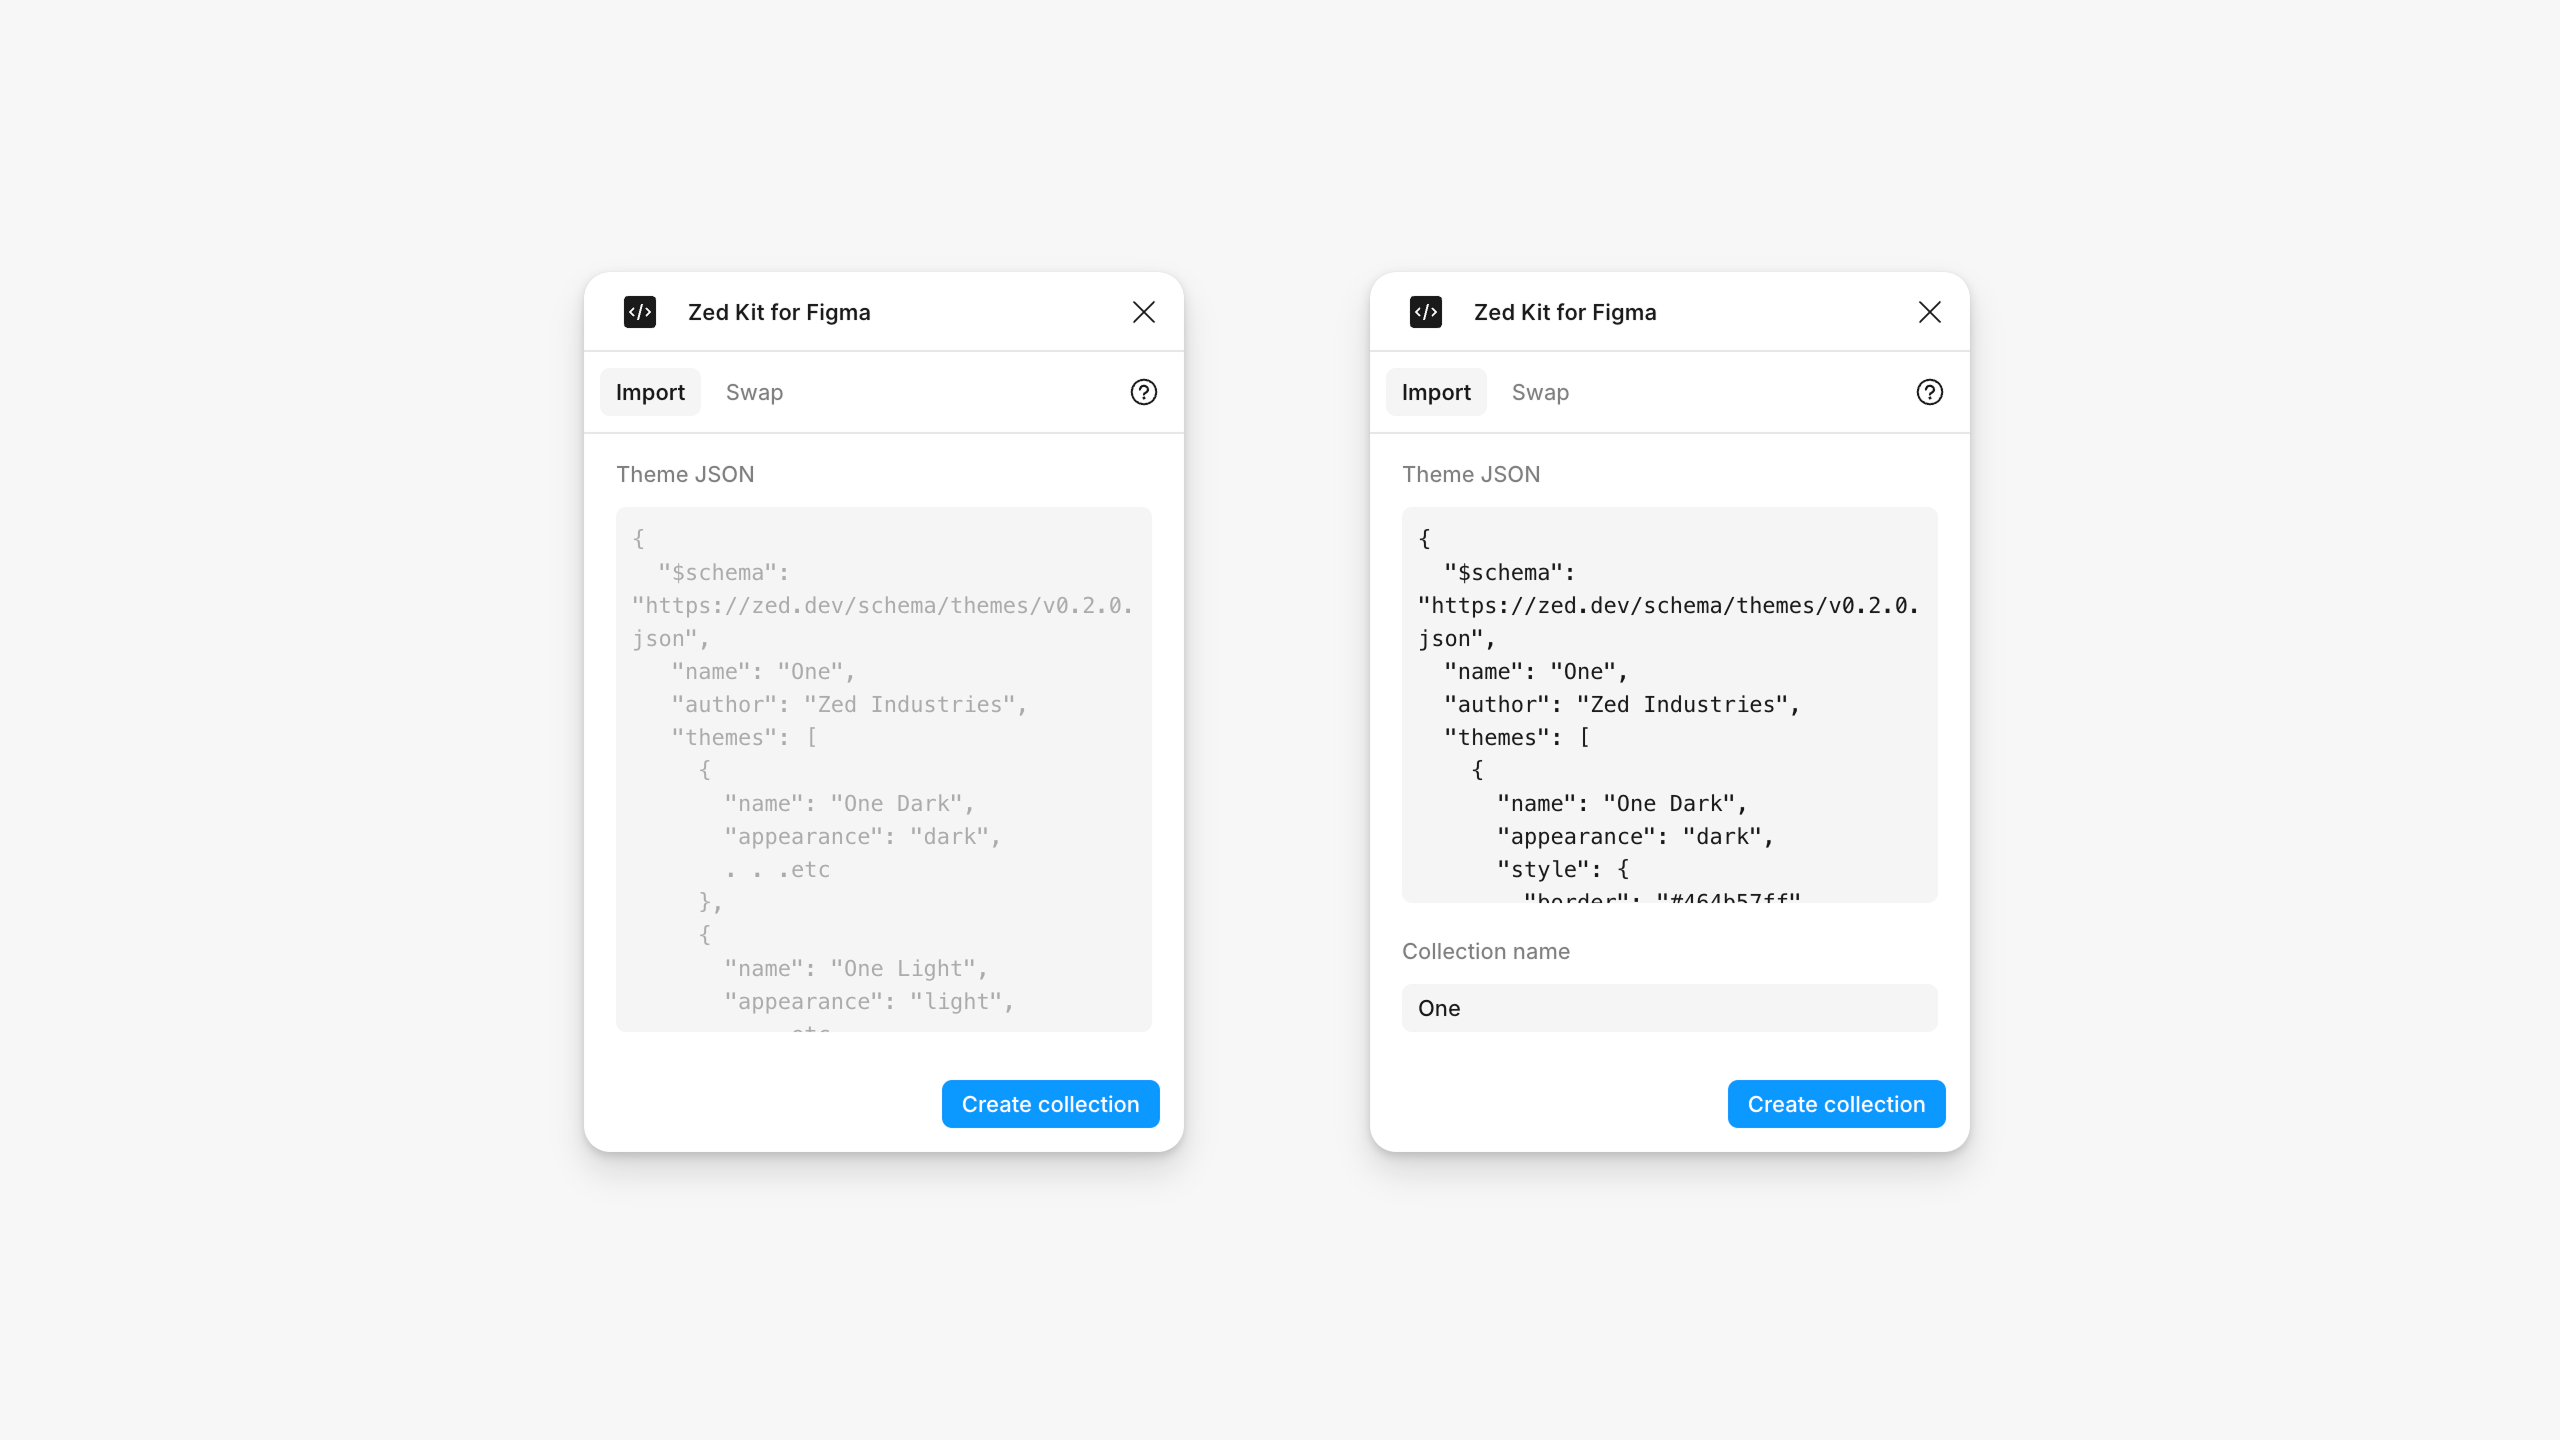 Zed Kit for Figma
Import
Swap
Theme JSON
{
  "$schema":
"https://zed.dev/schema/themes/v0.2.0.
json",
   "name": "One",
   "author": "Zed Industries",
   "themes": [
     {
       "name": "One Dark",
       "appearance": "dark",
       . . .etc
     },
     {
       "name": "One Light",
       "appearance": "light",
       . . .etc
Create collection
Zed Kit for Figma
Import
Swap
Theme JSON
{
  "$schema":
"https://zed.dev/schema/themes/v0.2.0.
json",
  "name": "One",
  "author": "Zed Industries",
  "themes": [
    {
      "name": "One Dark",
      "appearance": "dark",
      "style": {
        "border": "#464b57ff"
Collection name
One
Create collection